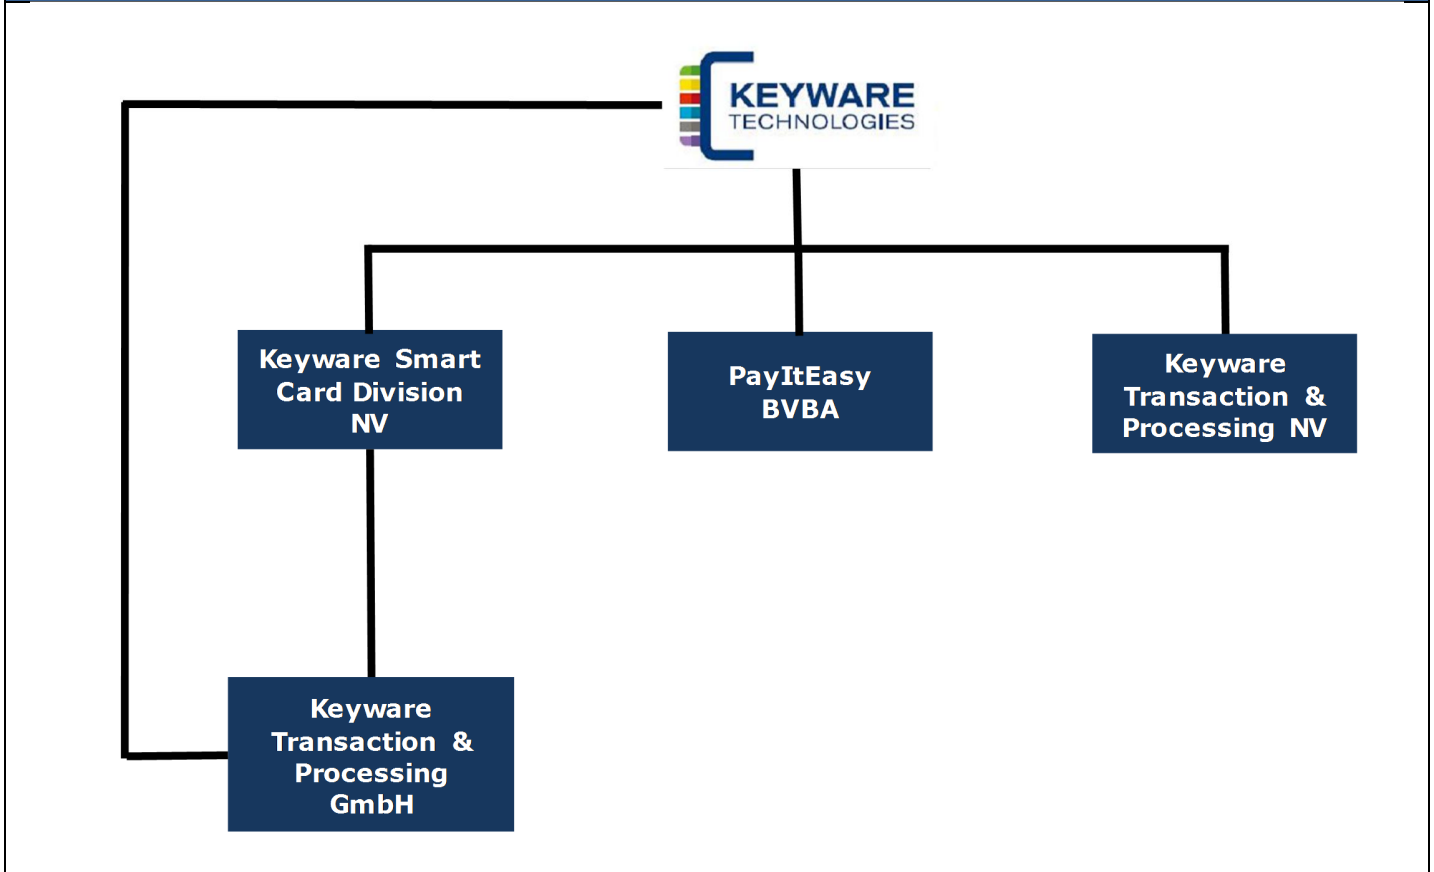 KEYWARE
TECHNOLOGIES
Keyware Smart
Card Division
NV
PayItEasy
BVBA
Keyware
Transaction &
Processing NV
Keyware
Transaction &
Processing
GmbH